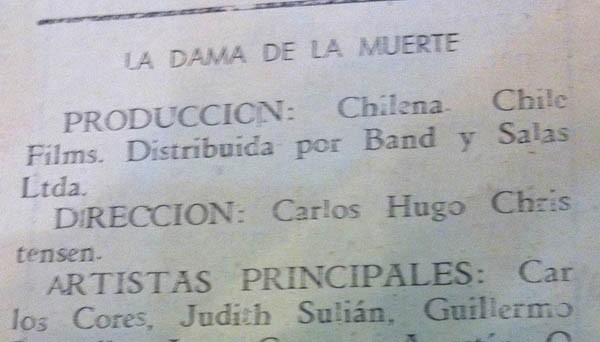 LA DAMA DE LA MUERTE
PRODUCCION: Chilena. Chile
Films. Distribuida por Band y Salas
Ltda.
DIRECCION: Carlos Hugo Chris
tensen.
ARTISTAS PRINCIPALES: Car
los Cores, Judith Sulián, Guillermo